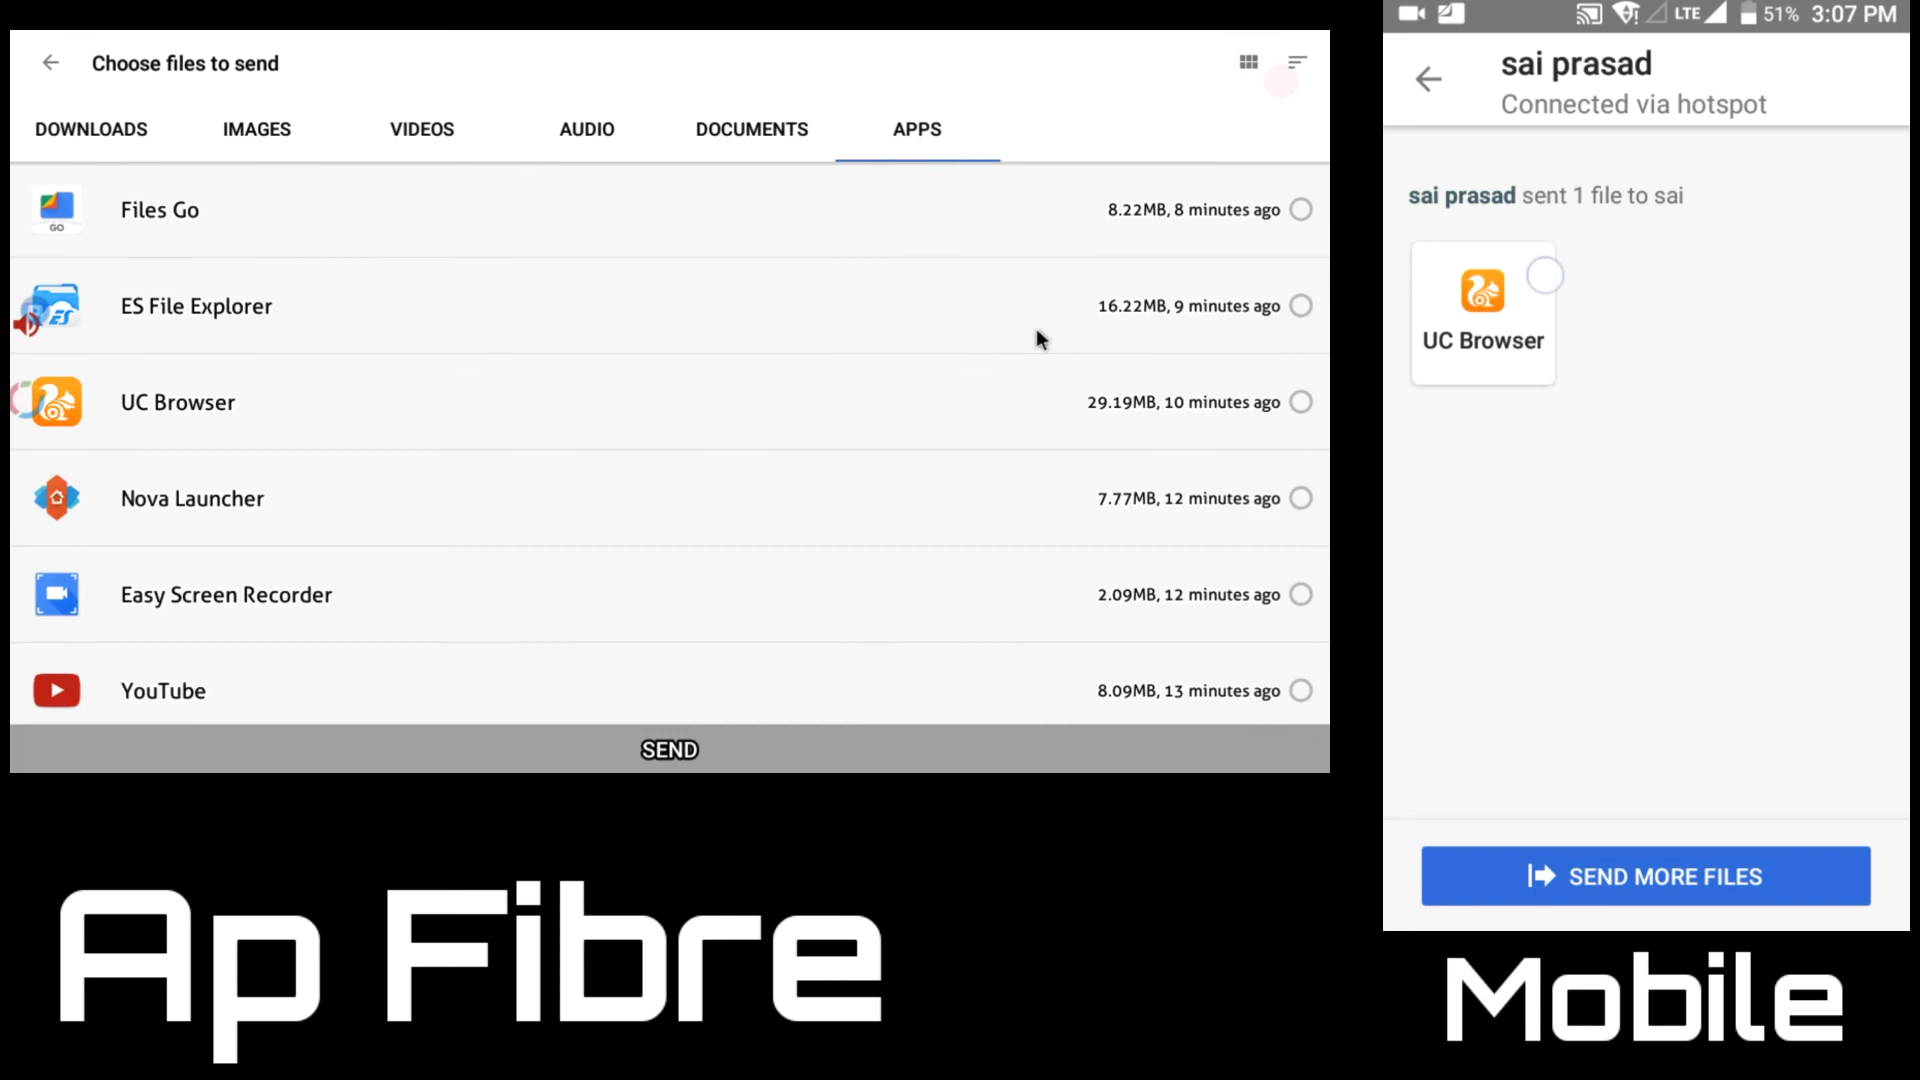 Choose files to send
DOWNLOADS IMAGES VIDEOS AUDIO DOCUMENTS APPS
GO
Files Go 8.22MB, 8 minutes ago
ES
ES File Explorer 16.22MB, 9 minutes ago
UC Browser 29.19MB, 10 minutes ago
Nova Launcher 7.77MB, 12 minutes ago
Easy Screen Recorder 2.09MB, 12 minutes ago
YouTube 8.09MB, 13 minutes ago
SEND
Ap Fibre
LTE 51% 3:07 PM
sai prasad
Connected via hotspot
sai prasad sent 1 file to sai
UC Browser
SEND MORE FILES
Mobile